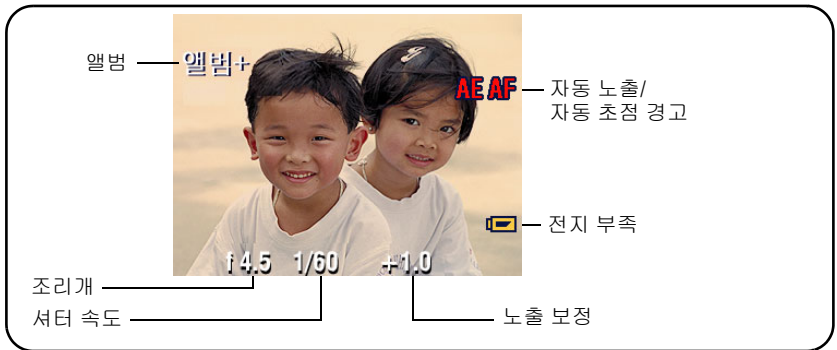 앨범
앨범+
AE AF
자동 노출/
자동 초점 경고
전지 부족
f 4.5 1/60 +1.0
조리개
셔터 속도
노출 보정